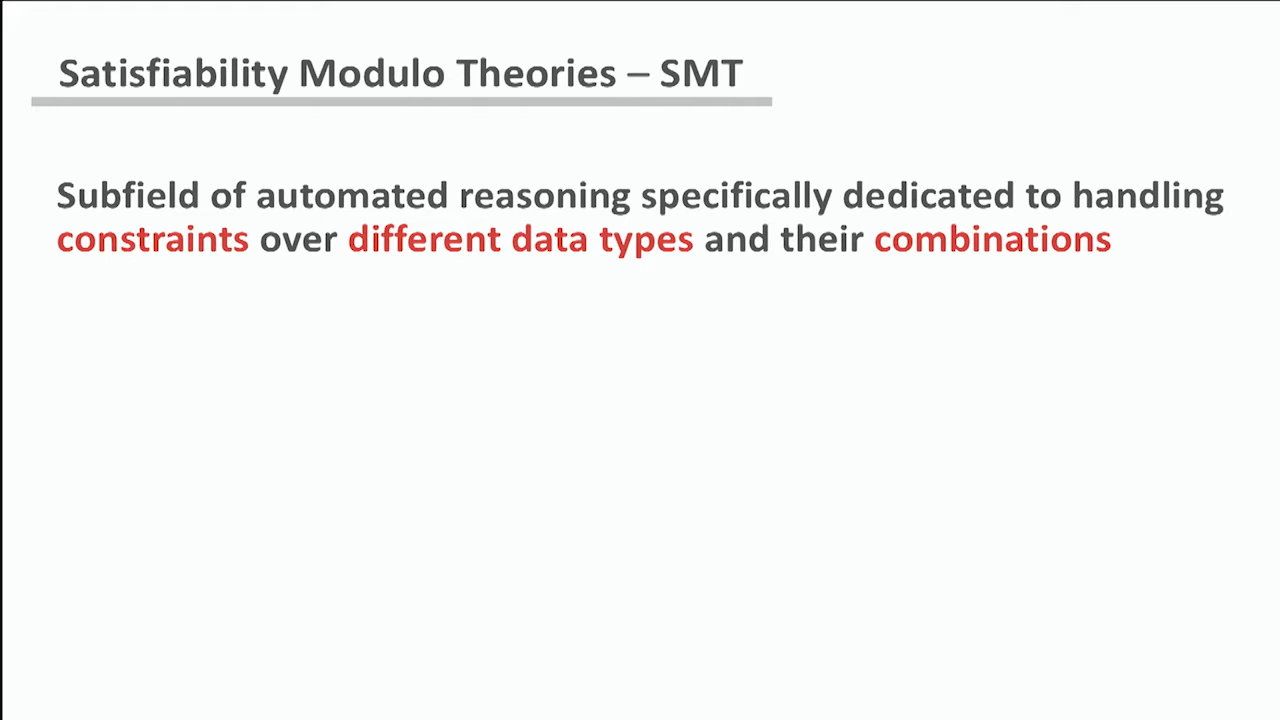 Satisfiability Modulo Theories – SMT
Subfield of automated reasoning specifically dedicated to handling
constraints over different data types and their combinations